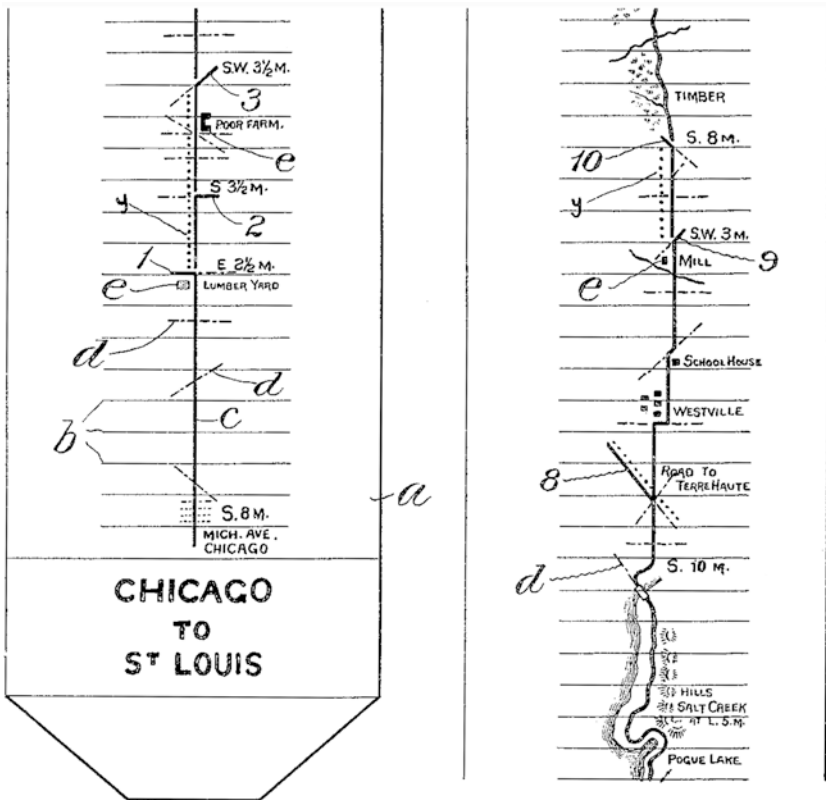 S.W. 3½ M.
3
POOR FARM.
e
S 3½ M.
y
2
1
E 2½ M.
e
LUMBER YARD
d
d
b
c
a
S. 8 M.
MICH. AVE.
CHICAGO
CHICAGO
TO
ST LOUIS
TIMBER
10
S. 8 M.
y
S.W. 3 M.
9
e
MILL
SCHOOL HOUSE
WESTVILLE
8
ROAD TO
TERRE HAUTE
d
S. 10 M.
HILLS
SALT CREEK
AT L. S. M.
POGUE LAKE